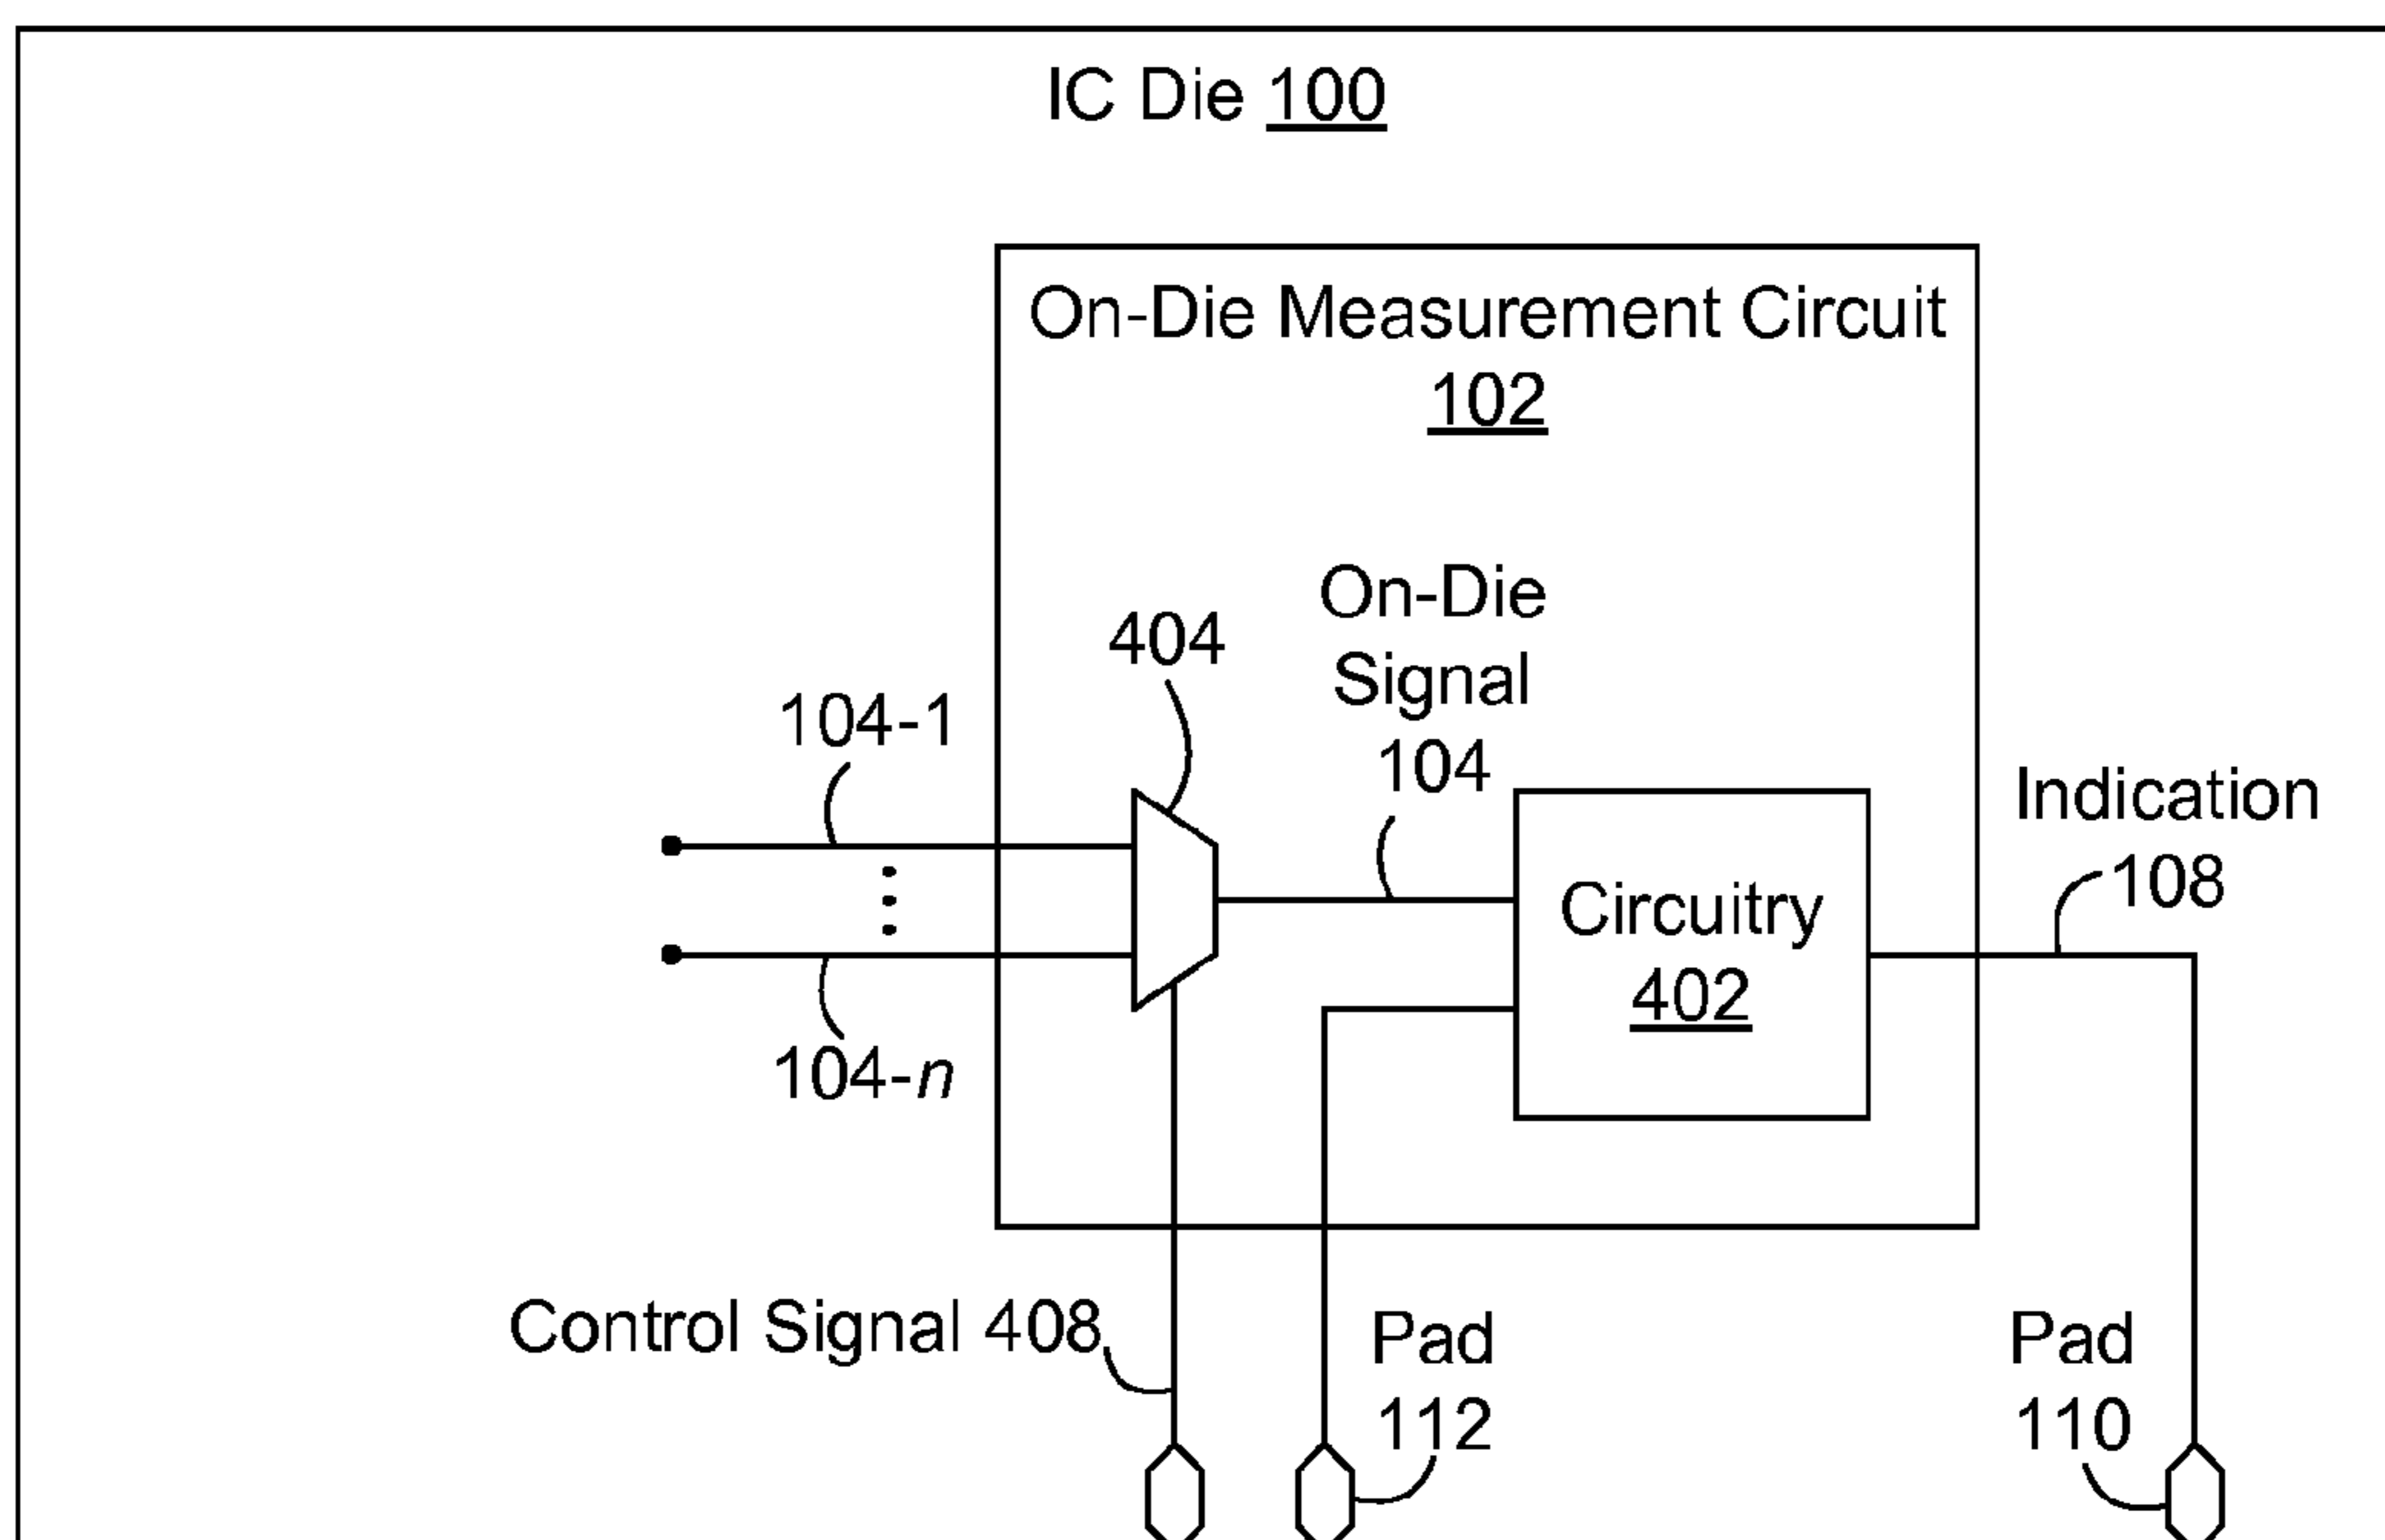 IC Die 100
On-Die Measurement Circuit
102
On-Die
Signal
104
404
104-1
104-n
Circuitry
402
Indication
108
Control Signal 408
Pad
112
Pad
110